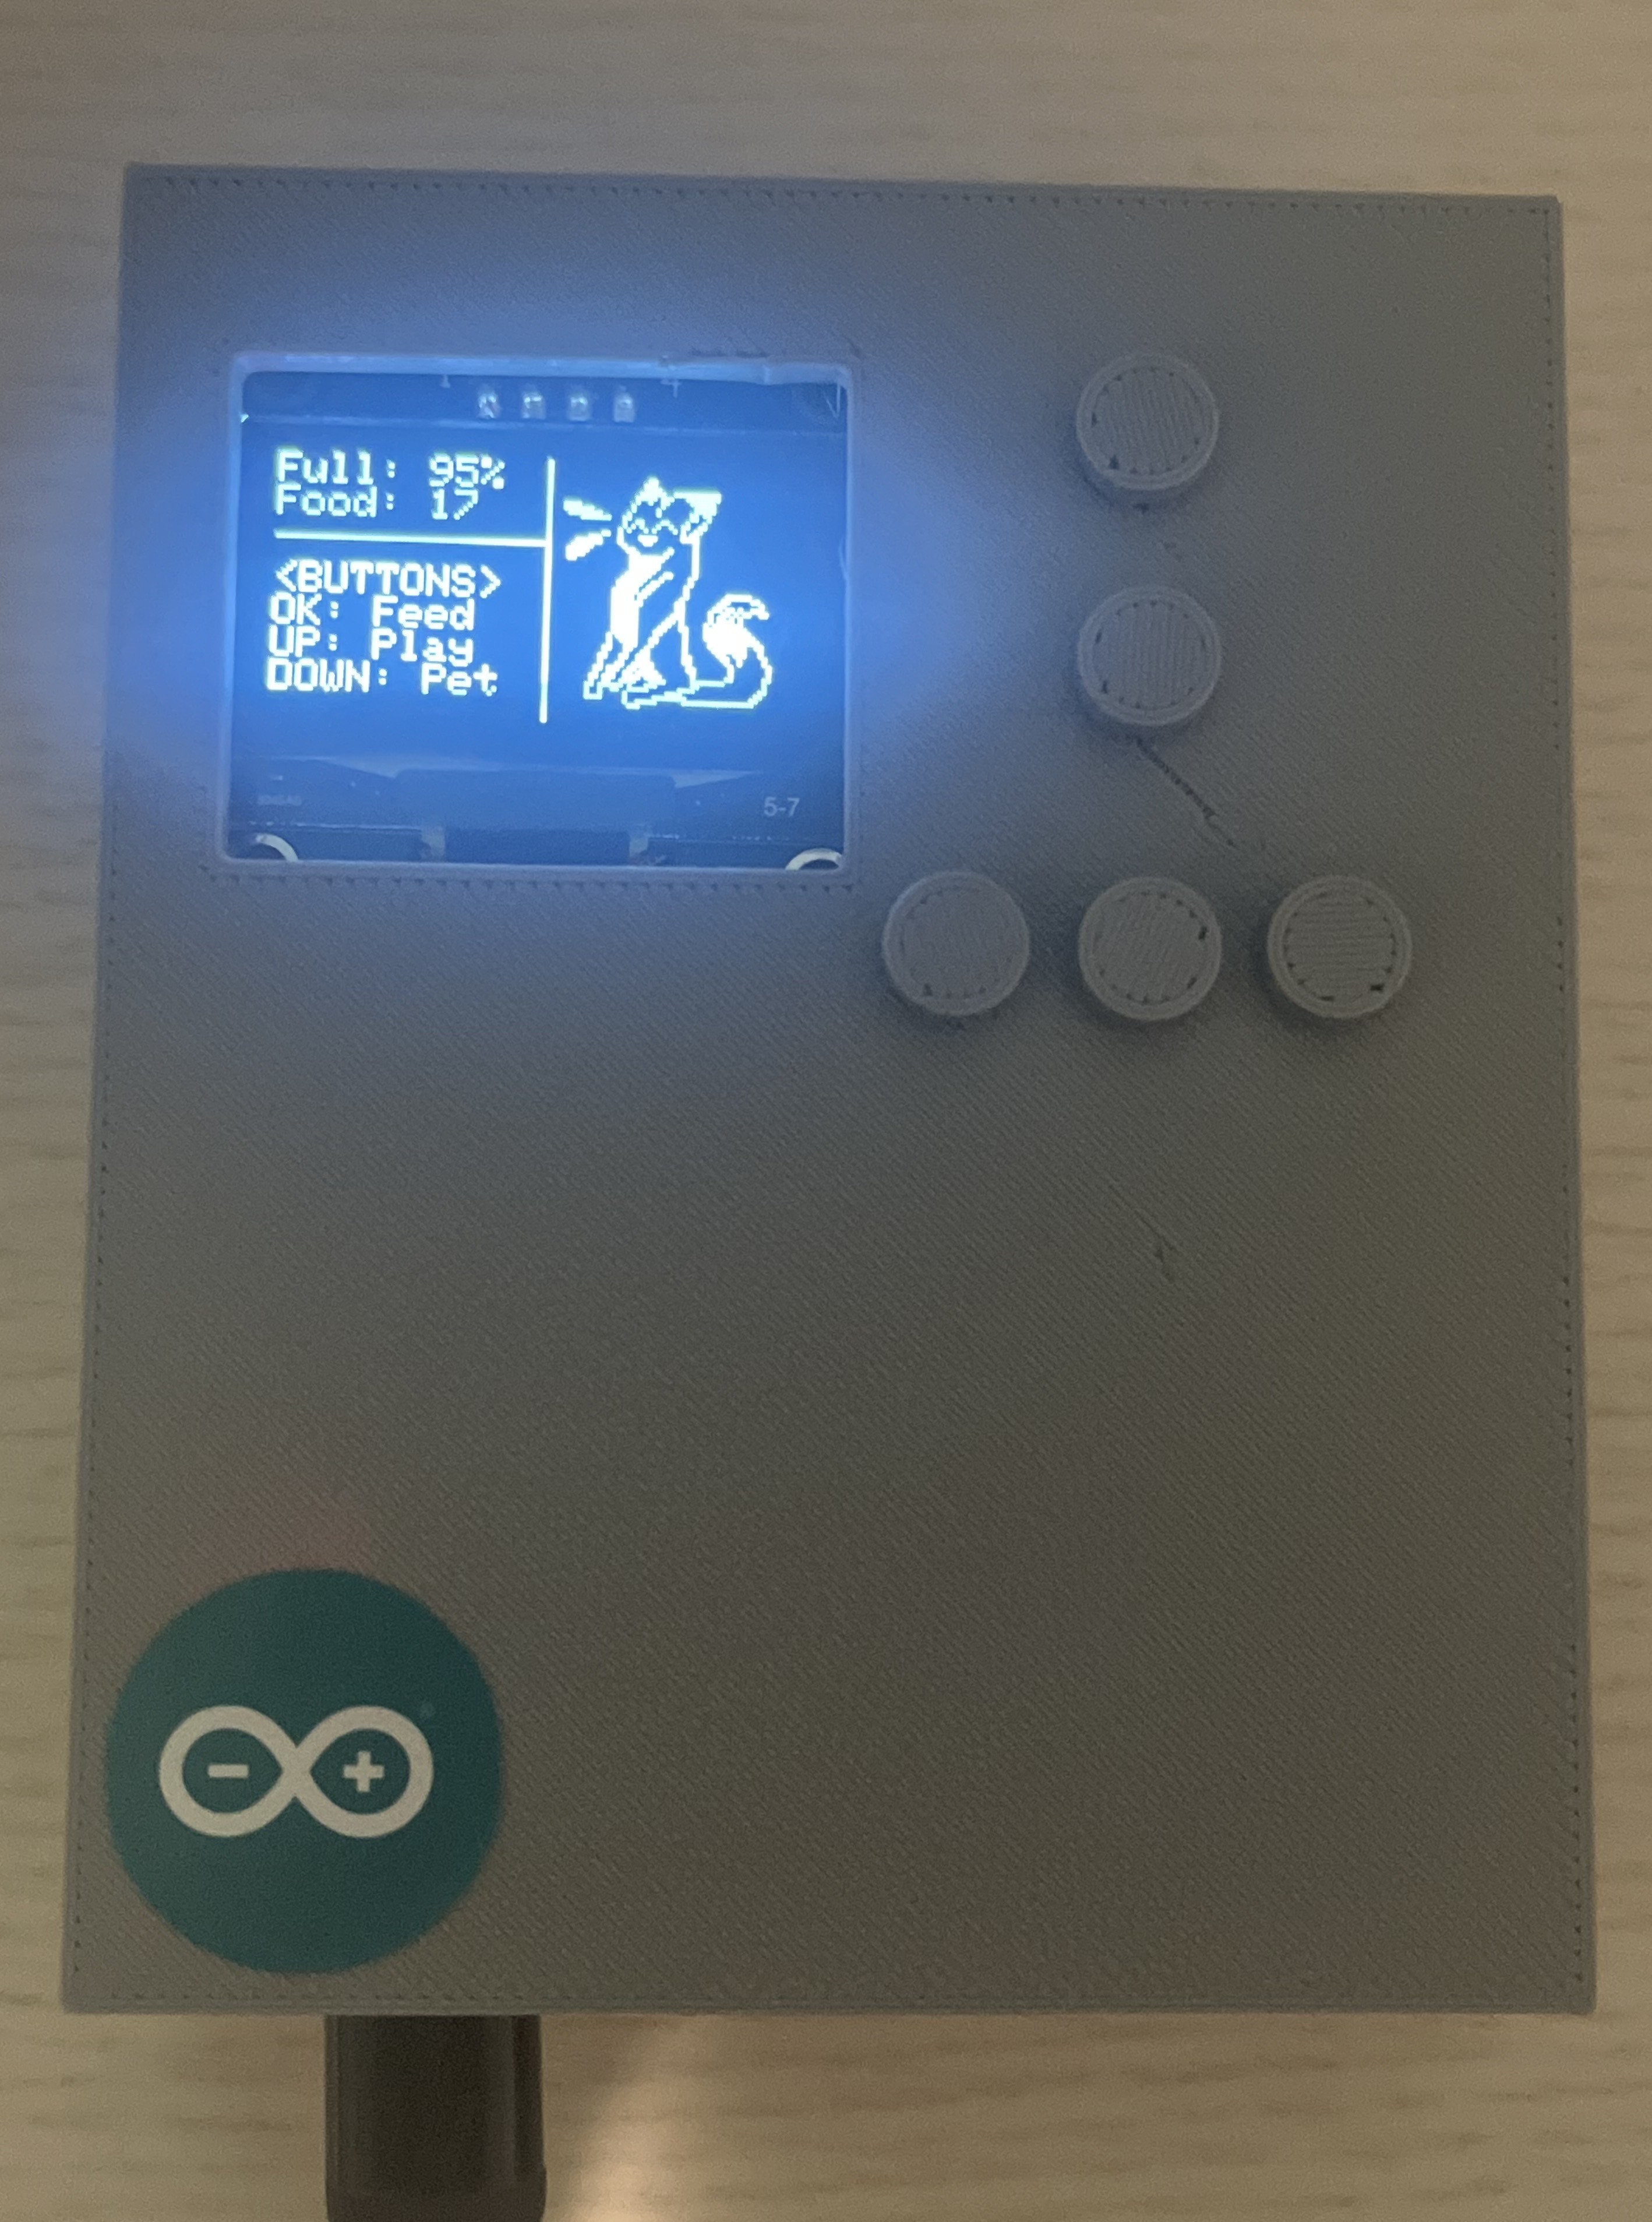 Full: 95%
Food: 17
<BUTTONS>
OK: Feed
UP: Play
DOWN: Pet
5-7